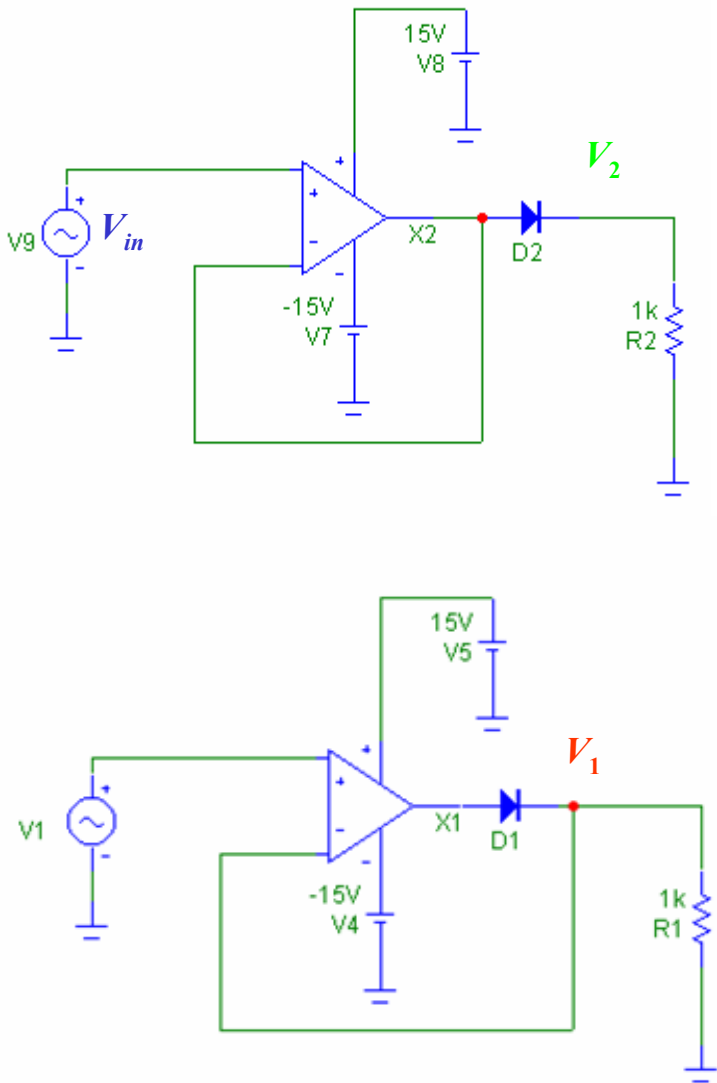 15V
V8
V2
+
+
+
V9
Vin
-
-
X2
D2
-
-15V
V7
1k
R2
15V
V5
V1
+
+
+
V1
-
-
X1
D1
-
-15V
V4
1k
R1